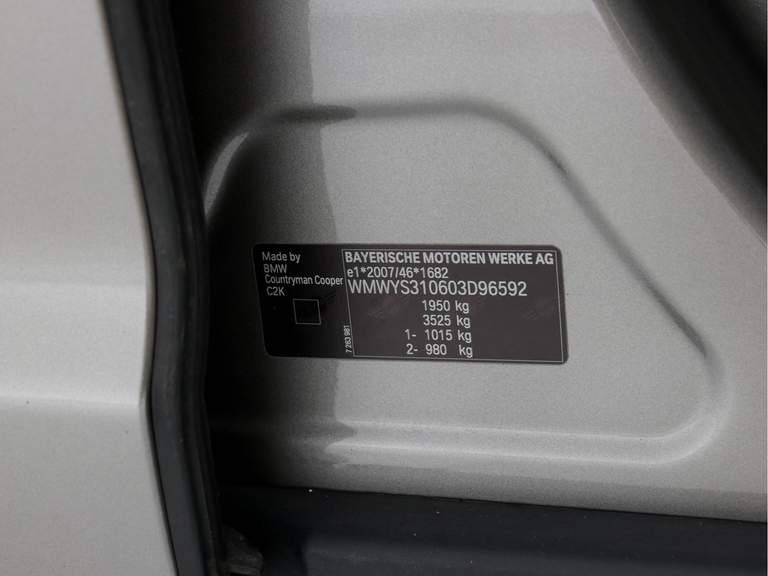 Made by
BMW
Countryman Cooper
C2K
7 263 981
BAYERISCHE MOTOREN WERKE AG
e1*2007/46*1682
WMWYS310603D96592
1950 kg
3525 kg
1- 1015 kg
2- 980 kg